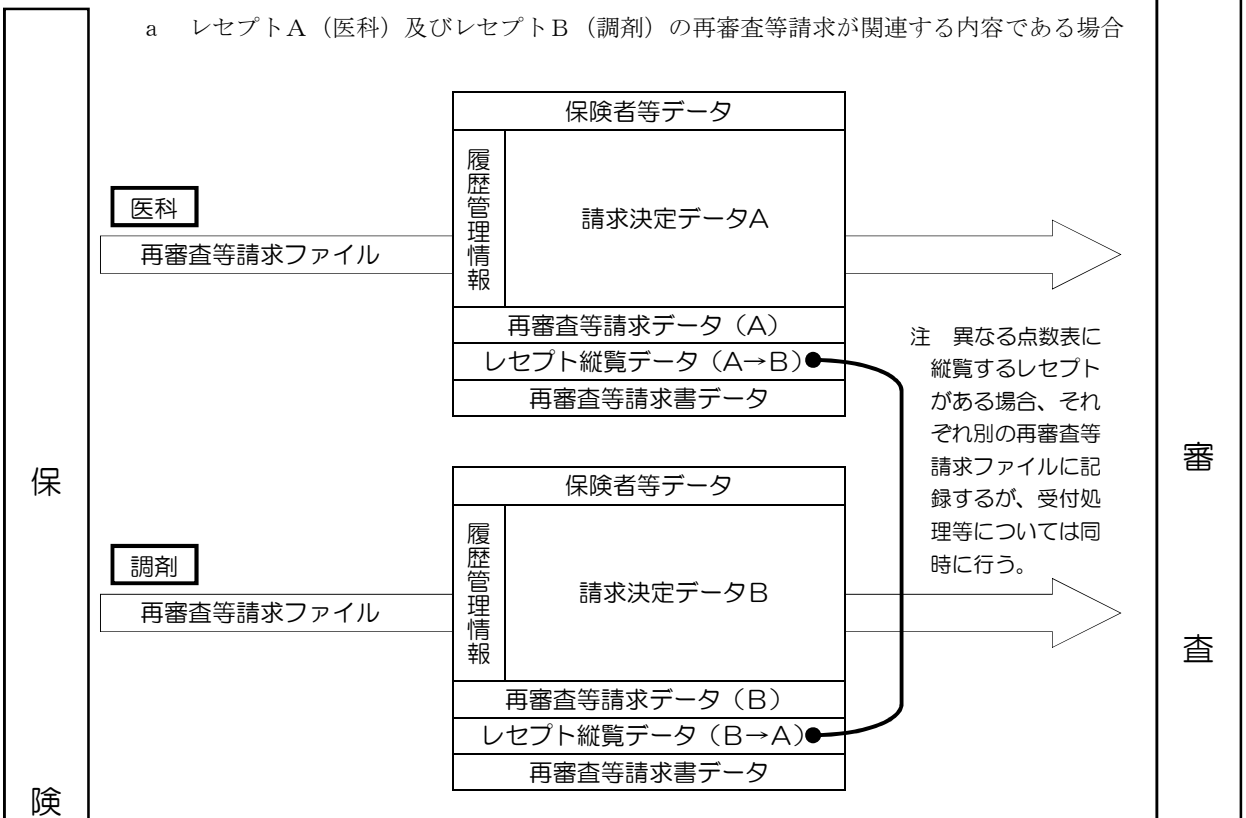 a　レセプトA（医科）及びレセプトB（調剤）の再審査等請求が関連する内容である場合
保険者等データ
履歴管理情報
請求決定データA
医科
再審査等請求ファイル
再審査等請求データ（A）
レセプト縦覧データ（A→B）
再審査等請求書データ
注　異なる点数表に
縦覧するレセプト
がある場合、それ
ぞれ別の再審査等
請求ファイルに記
録するが、受付処
理等については同
時に行う。
保険者等データ
履歴管理情報
請求決定データB
調剤
再審査等請求ファイル
再審査等請求データ（B）
レセプト縦覧データ（B→A）
再審査等請求書データ
保
険
審
査